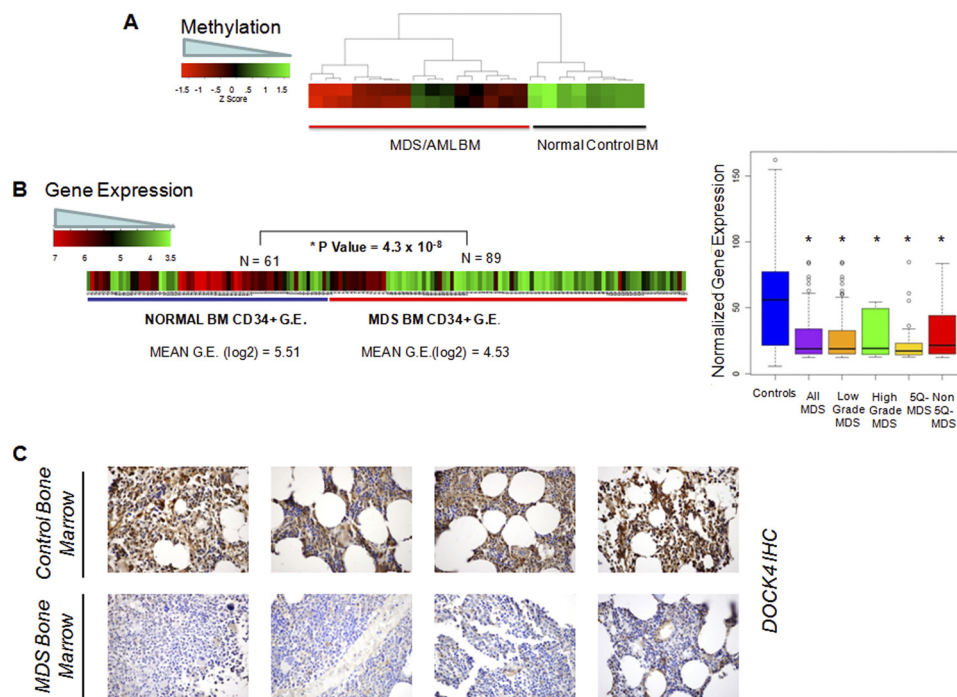 A
Methylation
-1.5 -1 -.5 0 .5 1 1.5
Z Score
MDS/AML BM
Normal Control BM
B
Gene Expression
7 6 5 4 3.5
* P Value = 4.3 x 10-8
N = 61
N = 89
NORMAL BM CD34+ G.E.
MDS BM CD34+ G.E.
MEAN G.E. (log2) = 5.51
MEAN G.E.(log2) = 4.53
Normalized Gene Expression
150
100
50
0
* * * * *
Controls
All MDS
Low Grade MDS
High Grade MDS
5Q- MDS
Non 5Q-MDS
C
Control Bone Marrow
MDS Bone Marrow
DOCK4 IHC